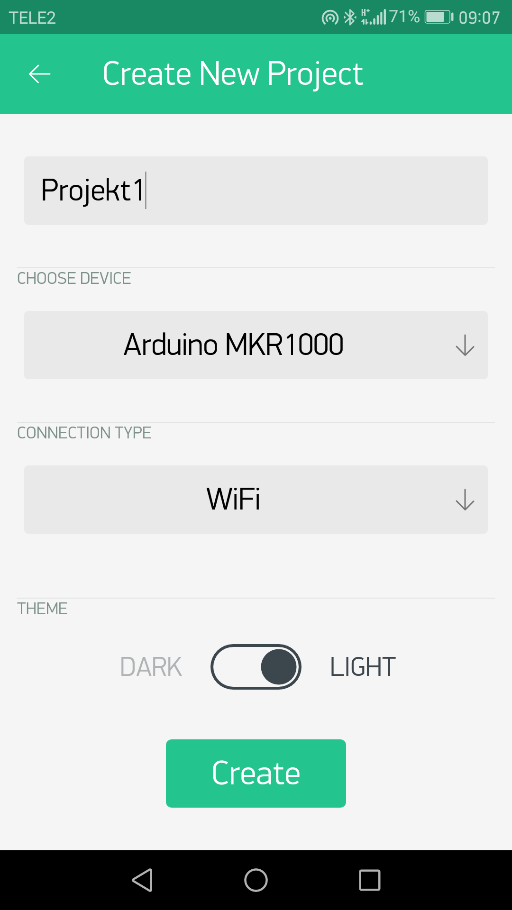 TELE2 71% 09:07
Create New Project
Projekt1
CHOOSE DEVICE
Arduino MKR1000
CONNECTION TYPE
WiFi
THEME
DARK LIGHT
Create